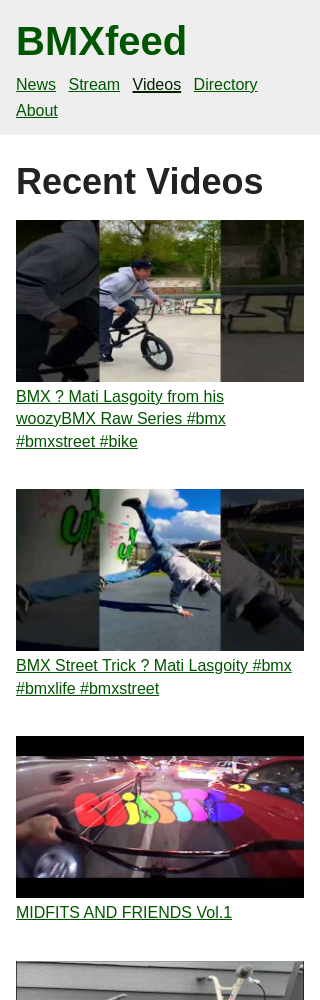 BMXfeed
News Stream Videos Directory
About
Recent Videos
BMX ? Mati Lasgoity from his
woozyBMX Raw Series #bmx
#bmxstreet #bike
BMX Street Trick ? Mati Lasgoity #bmx
#bmxlife #bmxstreet
MIDFITS
MIDFITS AND FRIENDS Vol.1